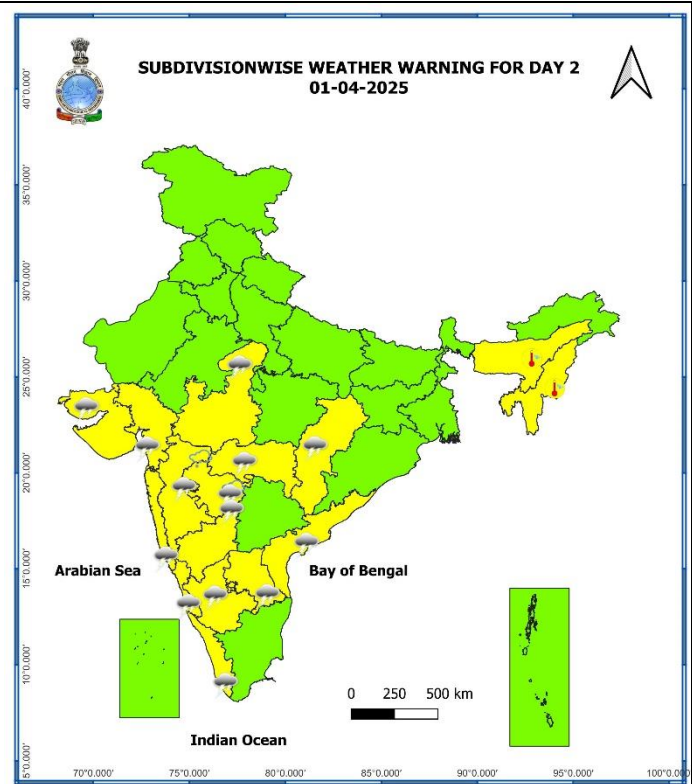 SUBDIVISIONWISE WEATHER WARNING FOR DAY 2
01-04-2025
40°0.000'
35°0.000'
30°0.000'
25°0.000'
20°0.000'
15°0.000'
10°0.000'
5°0.000'
Arabian Sea
Bay of Bengal
0 250 500 km
Indian Ocean
70°0.000' 75°0.000' 80°0.000' 85°0.000' 90°0.000' 95°0.000' 100°0.000'